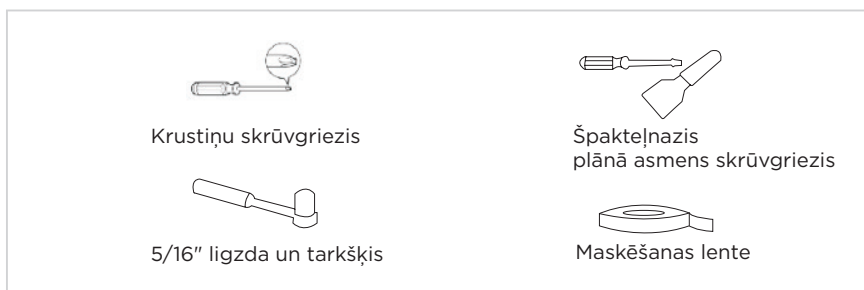 Krustiņu skrūvgriezis
Špakteļnazis
plānā asmens skrūvgriezis
5/16" ligzda un tarkšķis
Maskēšanas lente